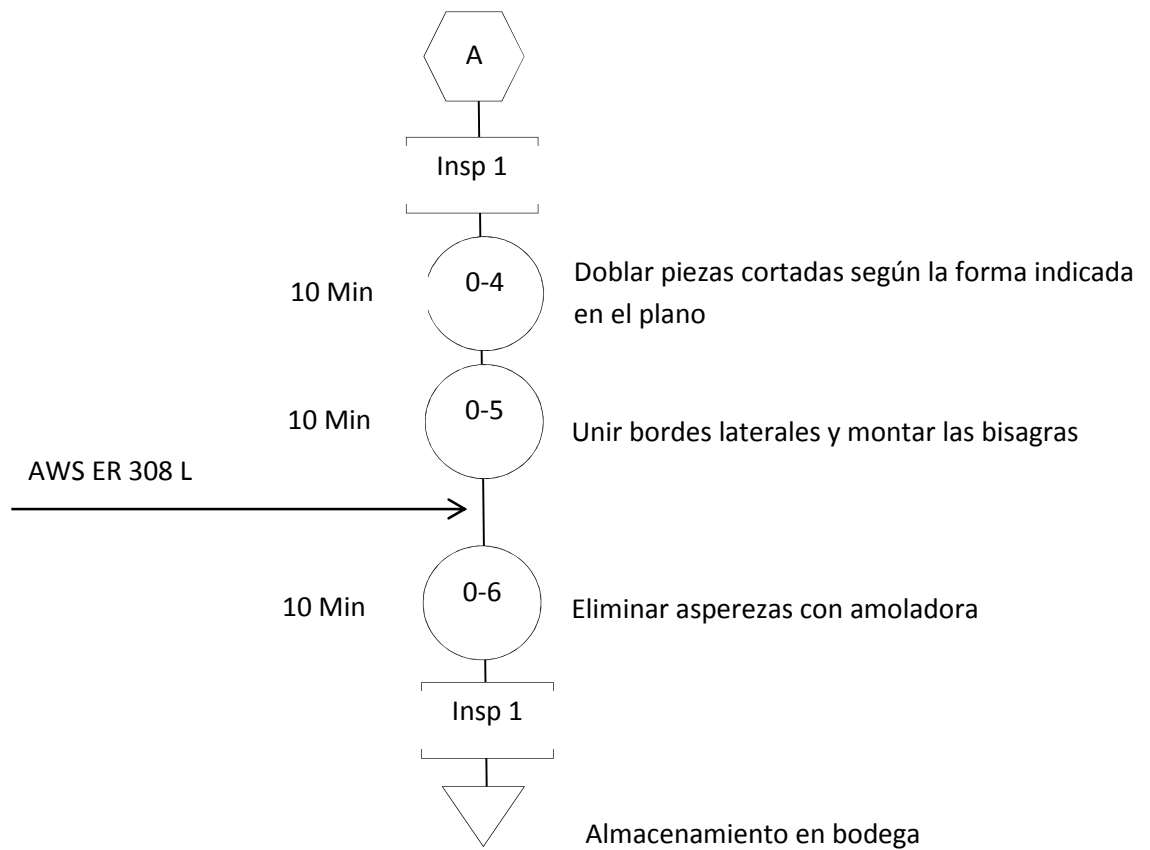 A
Insp 1
10 Min
0-4
Doblar piezas cortadas según la forma indicada
en el plano
10 Min
0-5
Unir bordes laterales y montar las bisagras
AWS ER 308 L
10 Min
0-6
Eliminar asperezas con amoladora
Insp 1
Almacenamiento en bodega